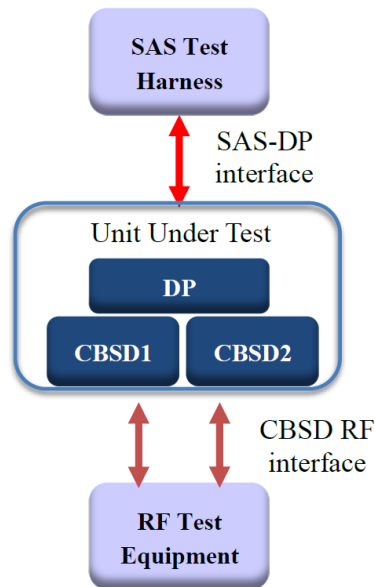 SAS Test
Harness
SAS-DP
interface
Unit Under Test
DP
CBSD1
CBSD2
CBSD RF
interface
RF Test
Equipment